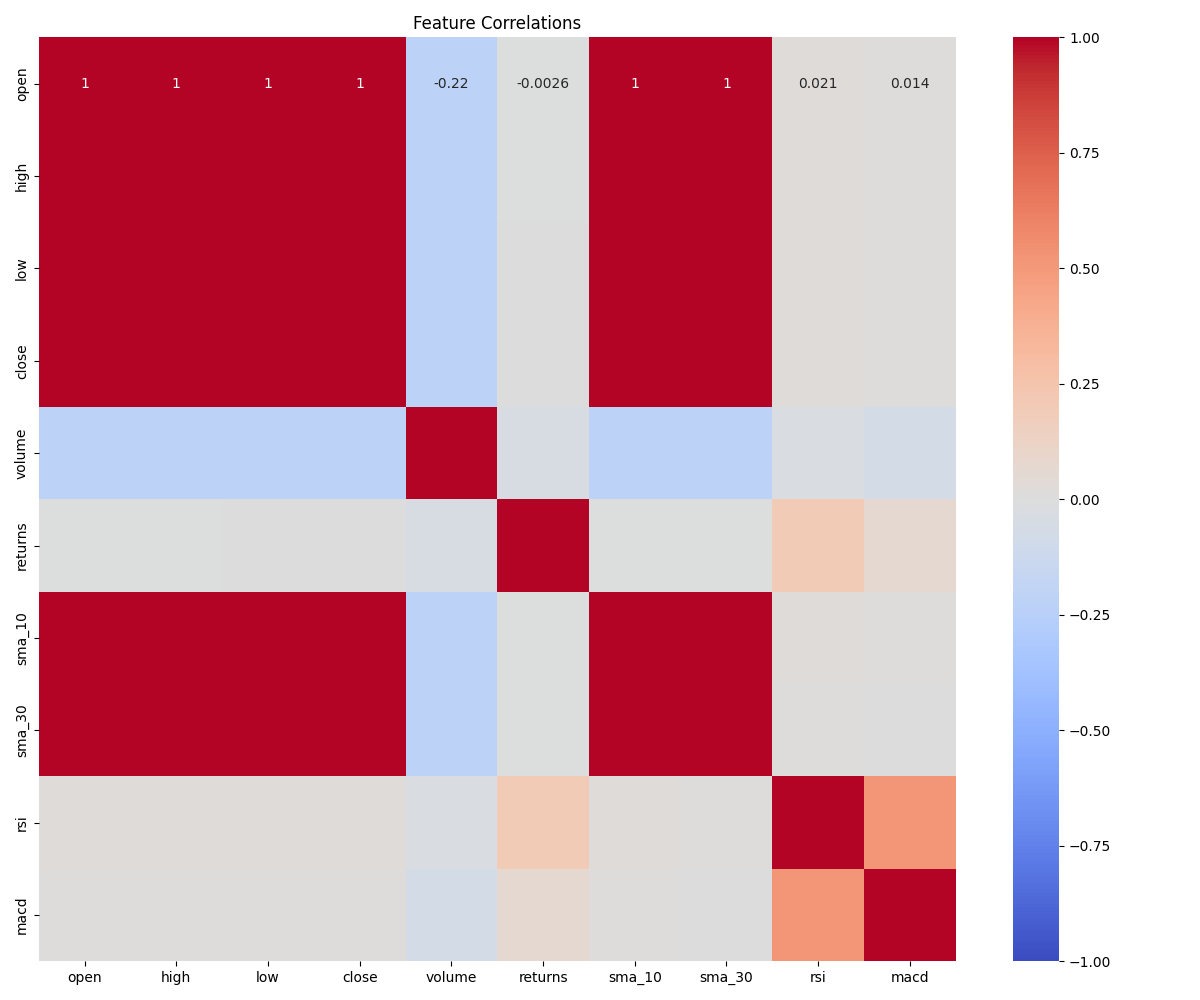 Feature Correlations
open 1 1 1 1 -0.22 -0.0026 1 1 0.021 0.014
high
low
close
volume
returns
sma_10
sma_30
rsi
macd
open high low close volume returns sma_10 sma_30 rsi macd
1.00
0.75
0.50
0.25
0.00
−0.25
−0.50
−0.75
−1.00